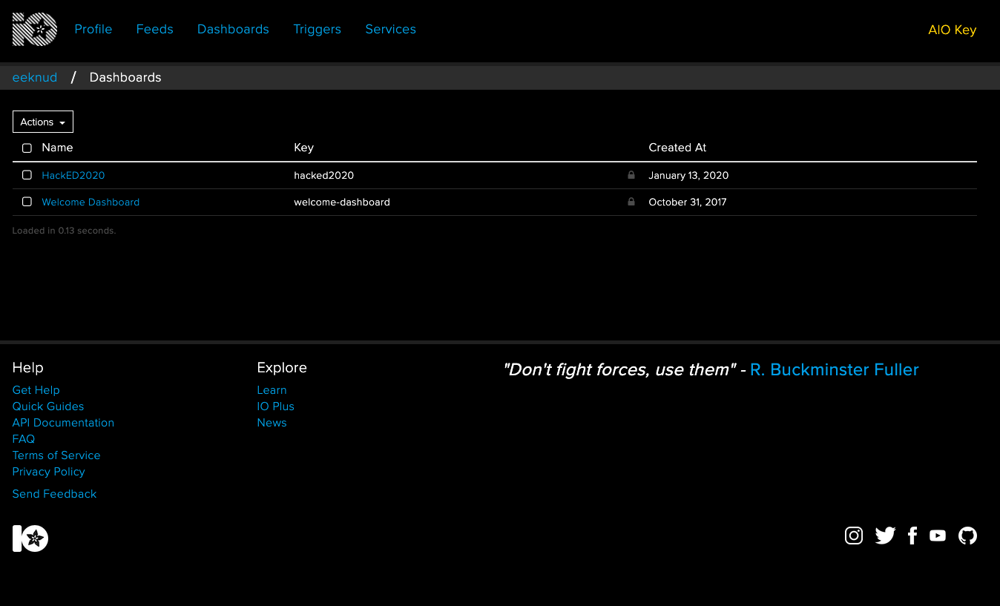 IO Profile Feeds Dashboards Triggers Services AIO Key
eeknud / Dashboards
Actions
Name Key Created At
HackED2020 hacked2020 January 13, 2020
Welcome Dashboard welcome-dashboard October 31, 2017
Loaded in 0.13 seconds.
Help
Get Help
Quick Guides
API Documentation
FAQ
Terms of Service
Privacy Policy
Send Feedback
Explore
Learn
IO Plus
News
"Don't fight forces, use them" - R. Buckminster Fuller
IO